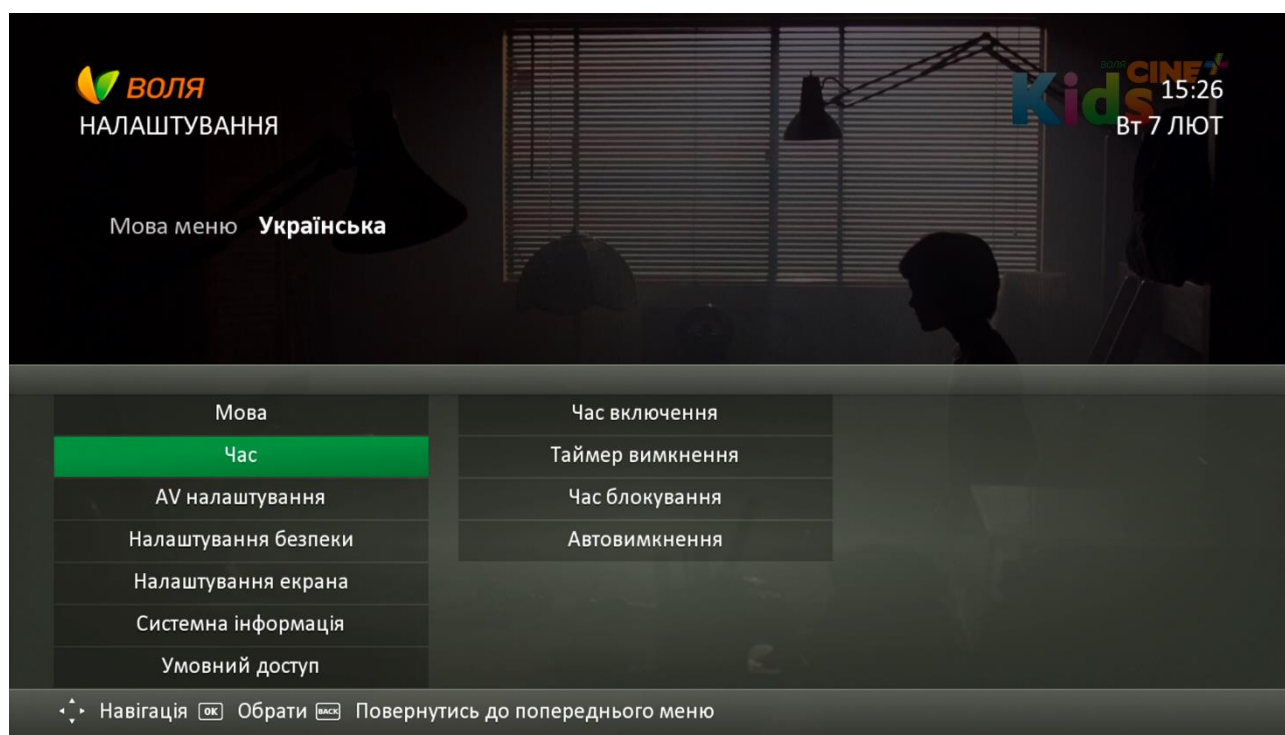 ВОЛЯ
НАЛАШТУВАННЯ
ВОЛЯ CINE+
Kids
15:26
Вт 7 ЛЮТ
Мова меню Українська
Мова
Час
AV налаштування
Налаштування безпеки
Налаштування екрана
Системна інформація
Умовний доступ
Час включення
Таймер вимкнення
Час блокування
Автовимкнення
Навігація OK Обрати BACK Повернутись до попереднього меню